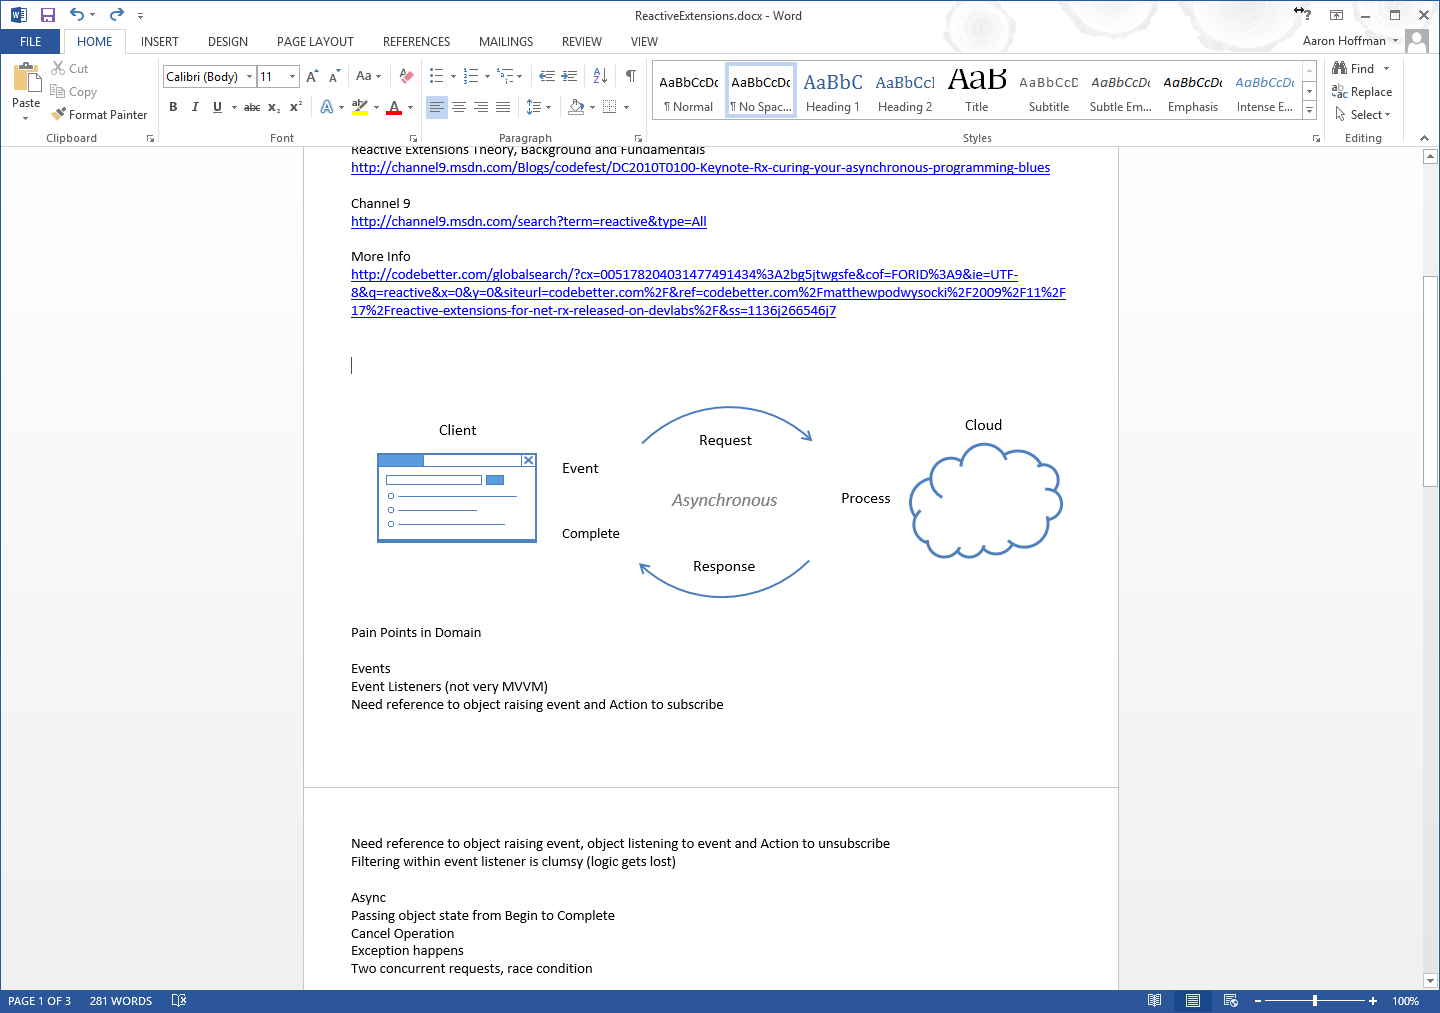 ReactiveExtensions.docx - Word
FILE HOME INSERT DESIGN PAGE LAYOUT REFERENCES MAILINGS REVIEW VIEW
Aaron Hoffman
Paste
Cut
Copy
Format Painter
Clipboard
Calibri (Body) 11
Font
Paragraph
AaBbCcDc AaBbCcDc AaBbC AaBbCcI AaB AaBbCcD AaBbCcDc AaBbCcDc AaBbCcDc
¶ Normal ¶ No Spac... Heading 1 Heading 2 Title Subtitle Subtle Em... Emphasis Intense E...
Styles
Find
Replace
Select
Editing
Reactive Extensions Theory, Background and Fundamentals
http://channel9.msdn.com/Blogs/codefest/DC2010T0100-Keynote-Rx-curing-your-asynchronous-programming-blues
Channel 9
http://channel9.msdn.com/search?term=reactive&type=All
More Info
http://codebetter.com/globalsearch/?cx=005178204031477491434%3A2bg5jtwgsfe&cof=FORID%3A9&ie=UTF-
8&q=reactive&x=0&y=0&siteurl=codebetter.com%2F&ref=codebetter.com%2Fmatthewpodwysocki%2F2009%2F11%2F
17%2Freactive-extensions-for-net-rx-released-on-devlabs%2F&ss=1136j266546j7
Client
Event
Complete
Request
Asynchronous
Response
Process
Cloud
Pain Points in Domain
Events
Event Listeners (not very MVVM)
Need reference to object raising event and Action to subscribe
Need reference to object raising event, object listening to event and Action to unsubscribe
Filtering within event listener is clumsy (logic gets lost)
Async
Passing object state from Begin to Complete
Cancel Operation
Exception happens
Two concurrent requests, race condition
PAGE 1 OF 3 281 WORDS 100%